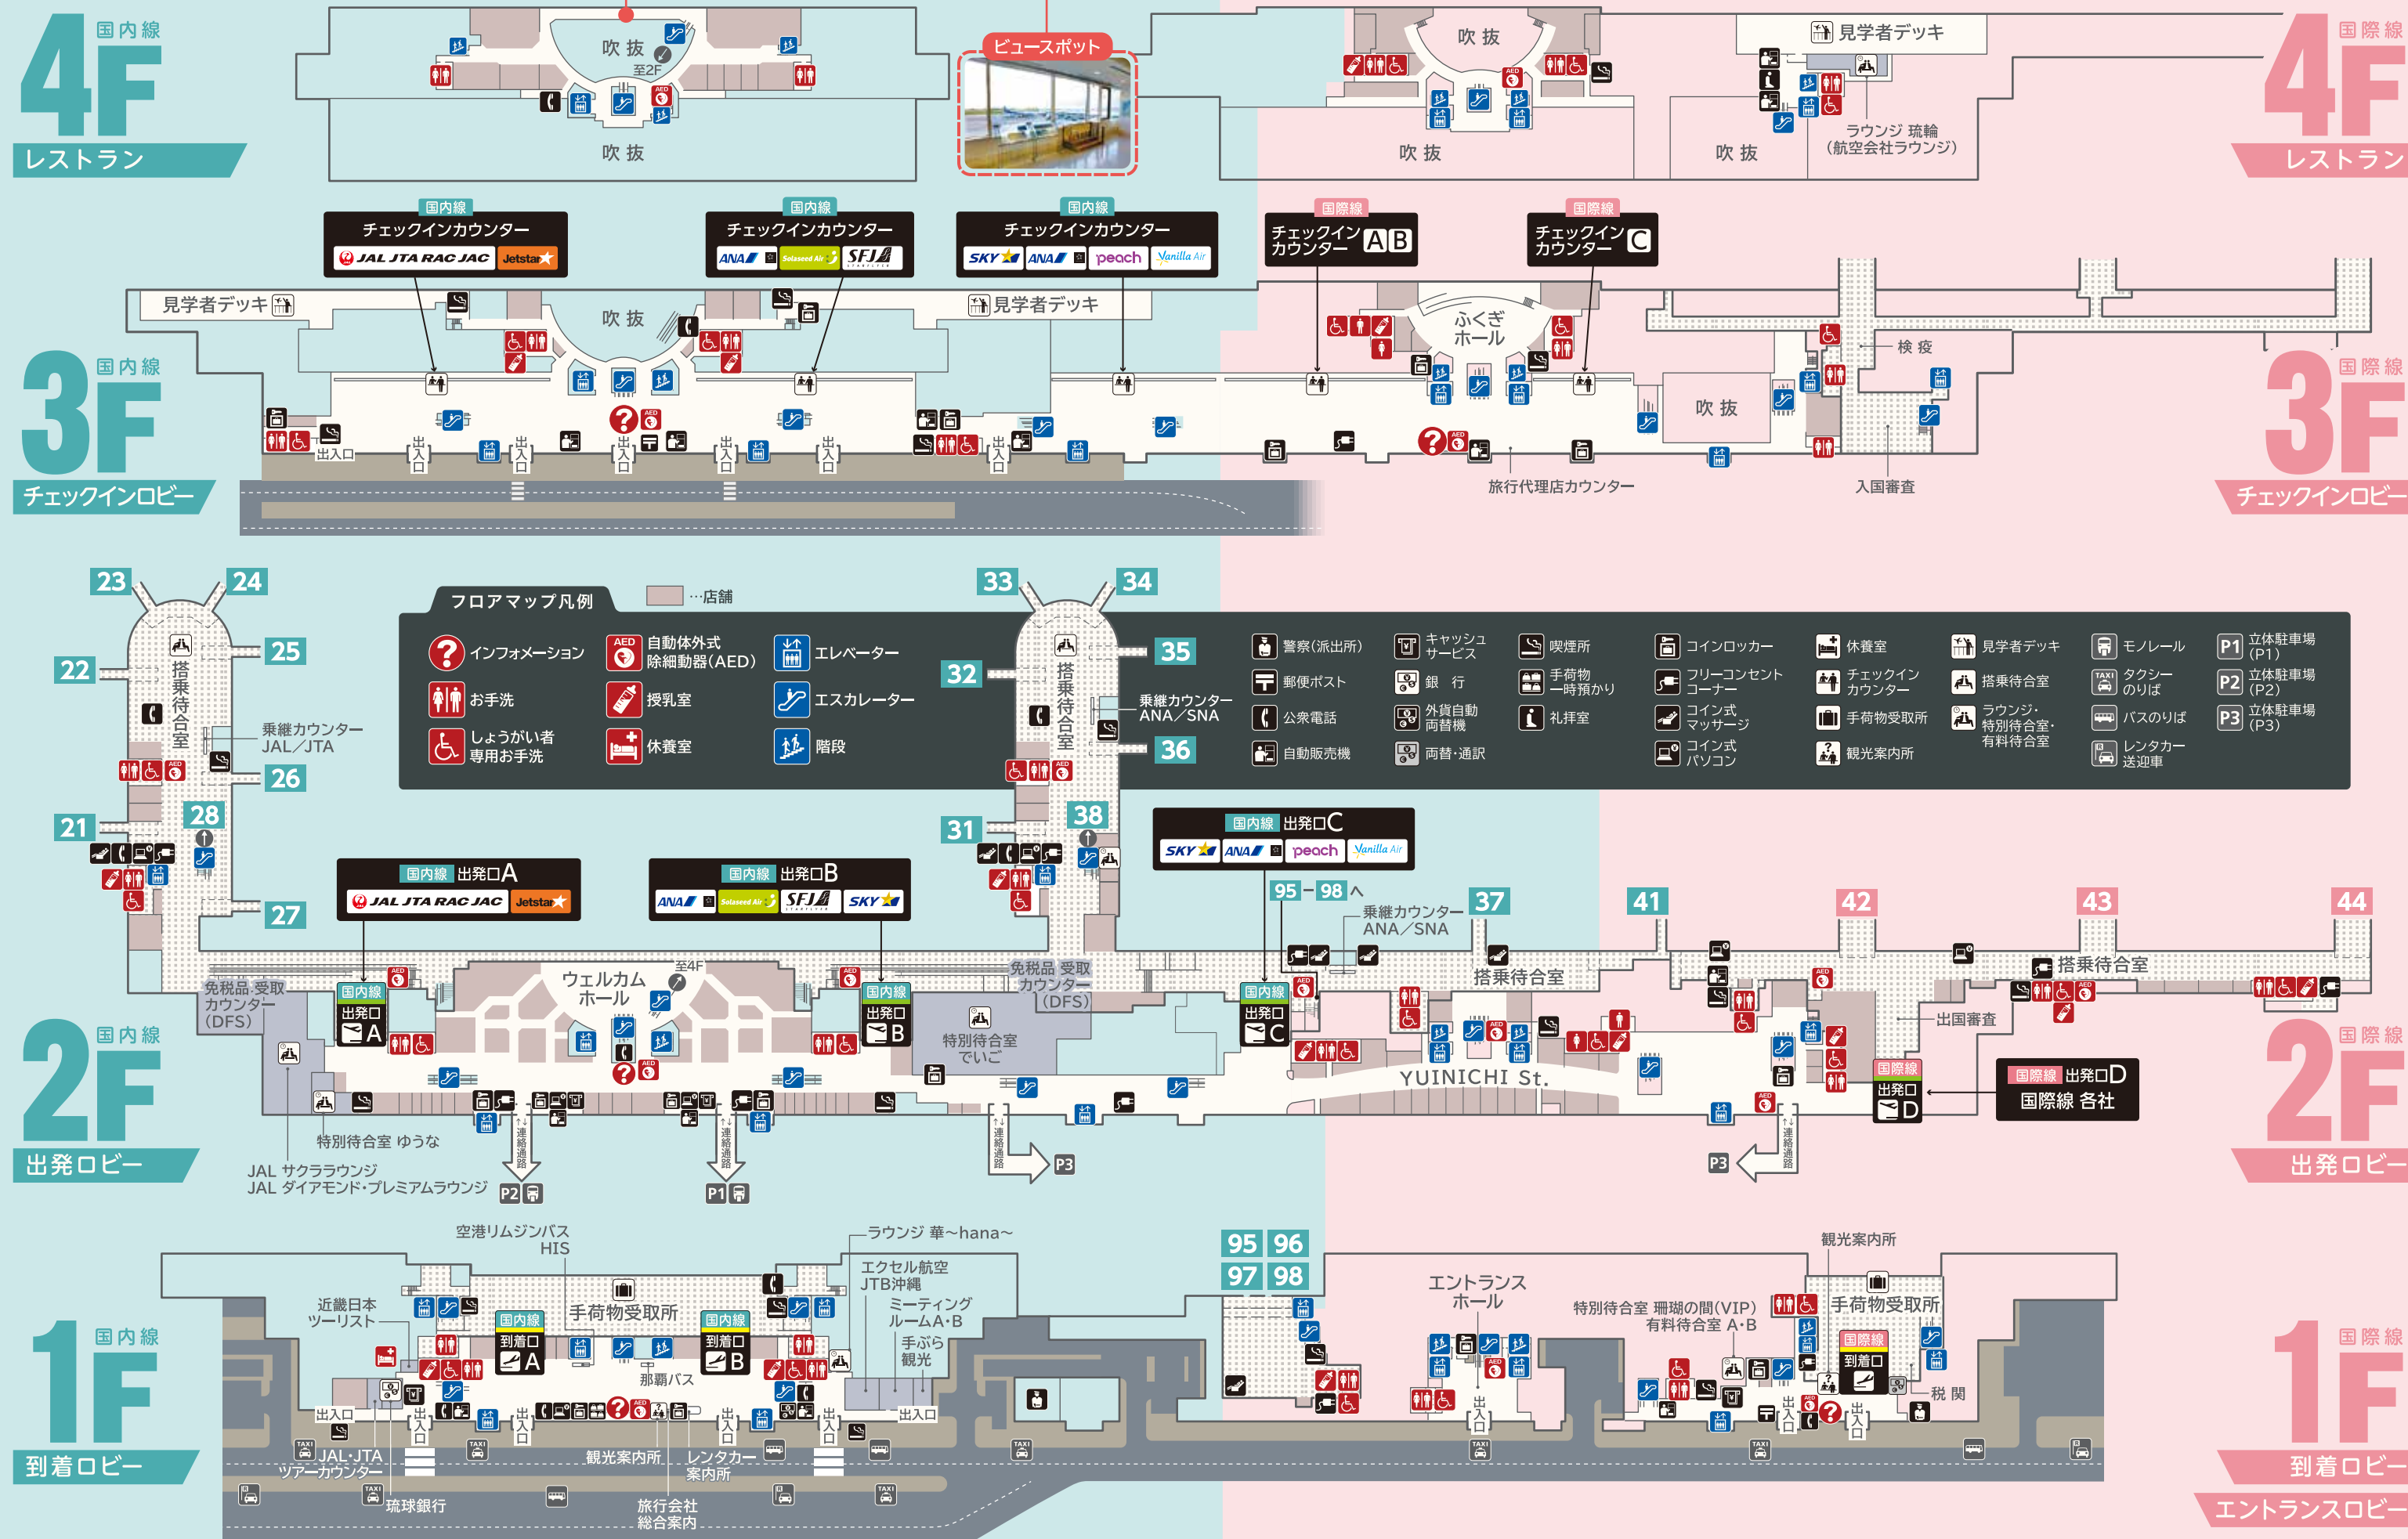 4F
国内線
レストラン
吹 抜
至2F
吹 抜
ビュースポット
吹 抜
吹 抜
吹 抜
見学者デッキ
ラウンジ 琉輪
(航空会社ラウンジ)
AED
AED
4F
国際線
レストラン
3F
国内線
チェックインロビー
国内線
チェックインカウンター
JAL JTA RAC JAC Jetstar
国内線
チェックインカウンター
ANA Solaseed Air SFJ STARFLYER
国内線
チェックインカウンター
SKY ANA peach Vanilla Air
国際線
チェックイン
カウンター A B
国際線
チェックイン
カウンター C
見学者デッキ
吹 抜
見学者デッキ
ふくぎ
ホール
検 疫
吹 抜
出入口
出入口
出入口
出入口
出入口
出入口
出入口
AED
AED
旅行代理店カウンター
入国審査
3F
国際線
チェックインロビー
23
24
22
25
搭乗待合室
乗継カウンター
JAL/JTA
AED
26
21
28
27
33
34
32
35
搭乗待合室
乗継カウンター
ANA/SNA
36
AED
31
38
フロアマップ凡例
…店舗
インフォメーション
お手洗
しょうがい者
専用お手洗
AED
自動体外式
除細動器(AED)
授乳室
休養室
エレベーター
エスカレーター
階段
警察(派出所)
郵便ポスト
公衆電話
自動販売機
キャッシュ
サービス
銀 行
外貨自動
両替機
両替・通訳
喫煙所
手荷物
一時預かり
礼拝室
コインロッカー
フリーコンセント
コーナー
コイン式
マッサージ
コイン式
パソコン
休養室
チェックイン
カウンター
手荷物受取所
観光案内所
見学者デッキ
搭乗待合室
ラウンジ・
特別待合室・
有料待合室
モノレール
TAXI
タクシー
のりば
バスのりば
レンタカー
送迎車
P1 立体駐車場
(P1)
P2 立体駐車場
(P2)
P3 立体駐車場
(P3)
国内線 出発口A
JAL JTA RAC JAC Jetstar
国内線 出発口B
ANA Solaseed Air SFJ STARFLYER SKY
国内線 出発口C
SKY ANA peach Vanilla Air
95-98へ
乗継カウンター
ANA/SNA
37
41
42
43
44
2F
国内線
出発ロビー
免税品 受取
カウンター
(DFS)
国内線
出発口
A
AED
ウェルカム
ホール
至4F
AED
国内線
出発口
B
免税品 受取
カウンター
(DFS)
特別待合室
でいご
国内線
出発口
C
AED
搭乗待合室
AED
YUINICHI St.
AED
搭乗待合室
AED
出国審査
国際線
出発口
D
国際線 出発口D
国際線 各社
AED
AED
特別待合室 ゆうな
JAL サクララウンジ
JAL ダイアモンド・プレミアムラウンジ
連絡通路
P2
連絡通路
P1
連絡通路
P3
連絡通路
P3
2F
国際線
出発ロビー
1F
国内線
到着ロビー
空港リムジンバス
HIS
近畿日本
ツーリスト
手荷物受取所
国内線
到着口
A
国内線
到着口
B
那覇バス
ラウンジ 華～hana～
エクセル航空
JTB沖縄
ミーティング
ルームA・B
手ぶら
観光
出入口
出入口
出入口
出入口
出入口
出入口
AED
JAL・JTA
ツアーカウンター
琉球銀行
観光案内所
旅行会社
総合案内
レンタカー
案内所
TAXI
TAXI
TAXI
TAXI
TAXI
95 96
97 98
エントランス
ホール
AED
出入口
TAXI
特別待合室 珊瑚の間(VIP)
有料待合室 A・B
観光案内所
手荷物受取所
国際線
到着口
税 関
AED
出入口
出入口
TAXI
1F
国際線
到着ロビー
エントランスロビー